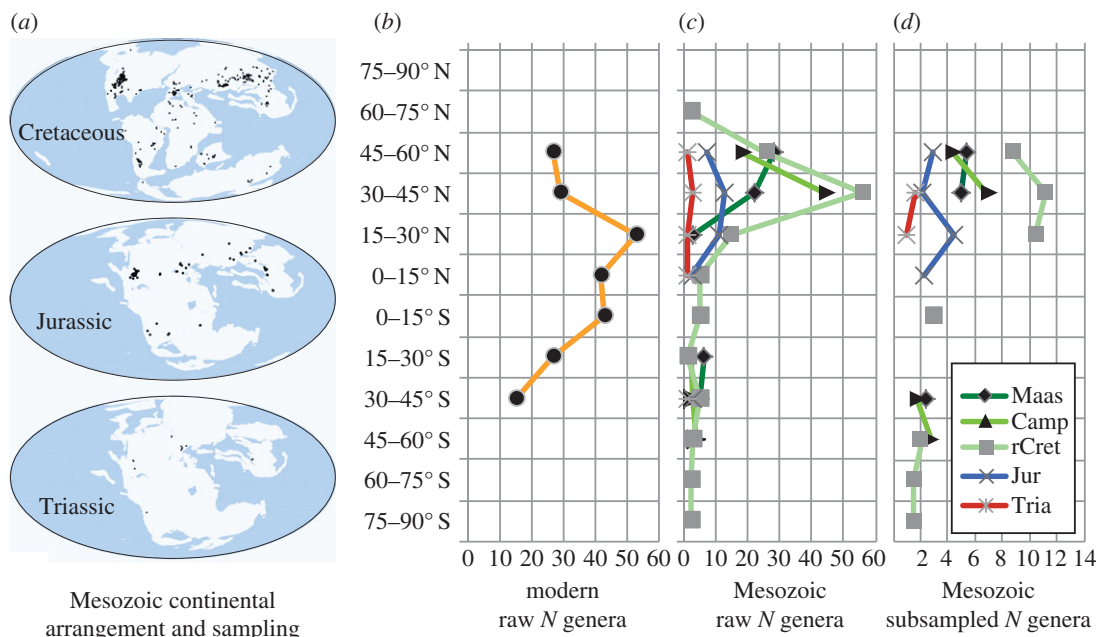 (a)
(b)
(c)
(d)
Cretaceous
Jurassic
Triassic
Mesozoic continental
arrangement and sampling
75–90° N
60–75° N
45–60° N
30–45° N
15–30° N
0–15° N
0–15° S
15–30° S
30–45° S
45–60° S
60–75° S
75–90° S
0 10 20 30 40 50 60
modern
raw N genera
0 10 20 30 40 50 60
Mesozoic
raw N genera
Maas
Camp
rCret
Jur
Tria
2 4 6 8 10 12 14
Mesozoic
subsampled N genera